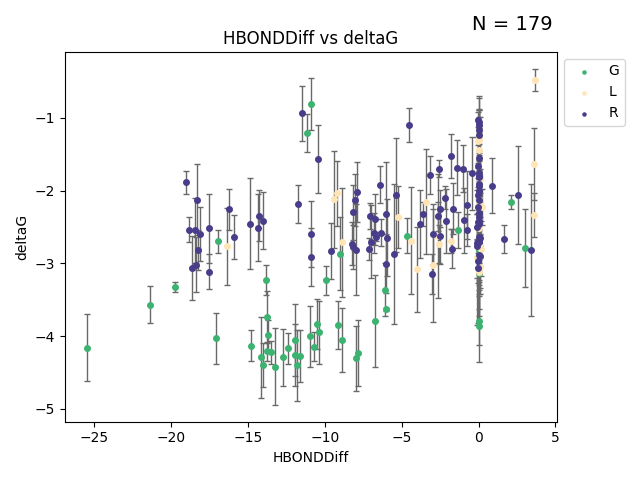 N = 179
HBONDDiff vs deltaG
G
L
R
deltaG
−1
−2
−3
−4
−5
−25
−20
−15
−10
−5
0
5
HBONDDiff